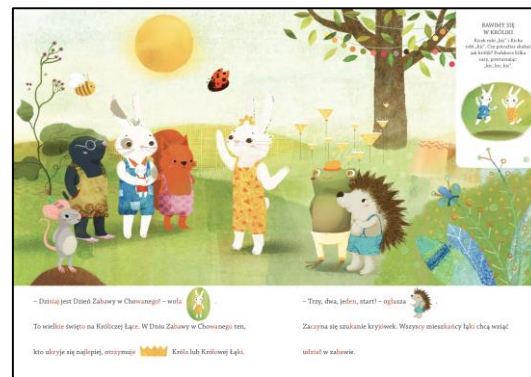 BAWIMY SIĘ
W KRÓLIKI
– Dzisiaj jest Dzień Zabawy w Chowanego! – woła
To wielkie święto na Króliczej Łące. W Dniu Zabawy w Chowanego ten,
kto ukryje się najlepiej, otrzymuje Króla lub Królowej Łąki.
– Trzy, dwa, jeden, start! – ogłasza .
Zaczyna się szukanie kryjówek. Wszyscy mieszkańcy łąki chcą wziąć
udział w zabawie.